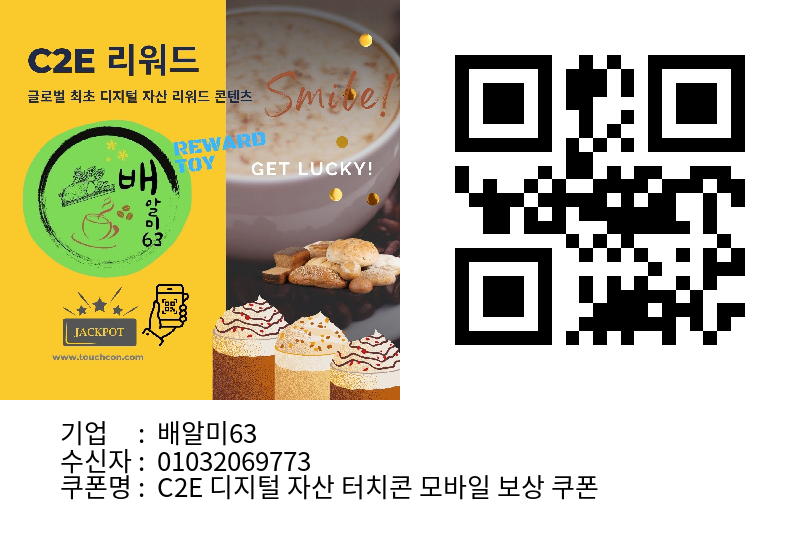 C2E 리워드
글로벌 최초 디지털 자산 리워드 콘텐츠
Smile!
REWARD
TOY
GET LUCKY!
배
알
미
63
JACKPOT
www.touchcon.com
기업 : 배알미63
수신자 : 01032069773
쿠폰명 : C2E 디지털 자산 터치콘 모바일 보상 쿠폰